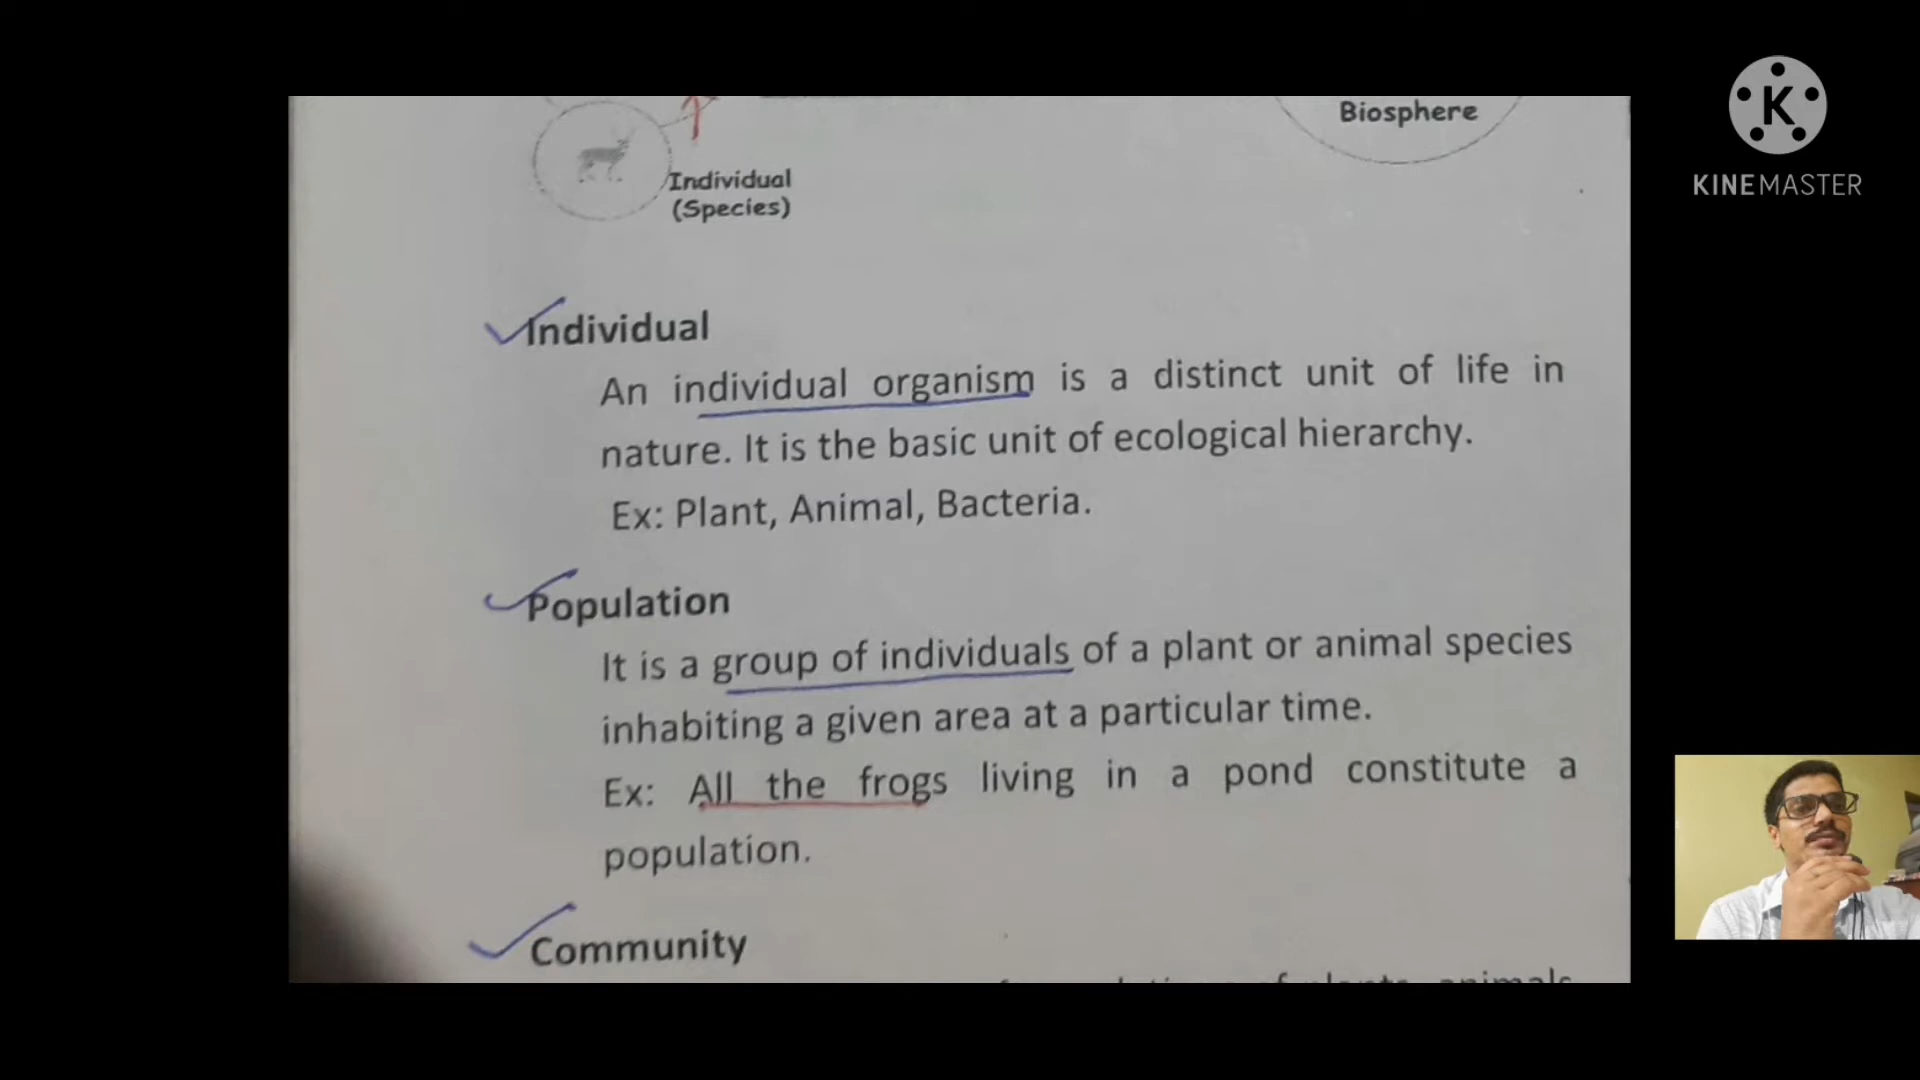 Biosphere
K
KINEMASTER
Individual
(Species)
Individual
An individual organism is a distinct unit of life in
nature. It is the basic unit of ecological hierarchy.
Ex: Plant, Animal, Bacteria.
Population
It is a group of individuals of a plant or animal species
inhabiting a given area at a particular time.
Ex: All the frogs living in a pond constitute a
population.
Community
plants, animals